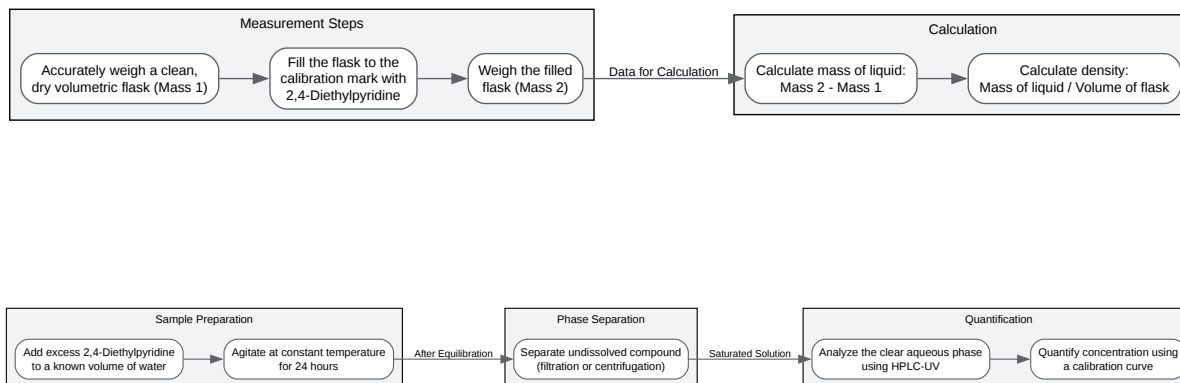 Measurement Steps
Accurately weigh a clean,
dry volumetric flask (Mass 1)
Fill the flask to the
calibration mark with
2,4-Diethylpyridine
Weigh the filled
flask (Mass 2)
Data for Calculation
Calculation
Calculate mass of liquid:
Mass 2 - Mass 1
Calculate density:
Mass of liquid / Volume of flask
Sample Preparation
Add excess 2,4-Diethylpyridine
to a known volume of water
Agitate at constant temperature
for 24 hours
After Equilibration
Phase Separation
Separate undissolved compound
(filtration or centrifugation)
Saturated Solution
Quantification
Analyze the clear aqueous phase
using HPLC-UV
Quantify concentration using
a calibration curve